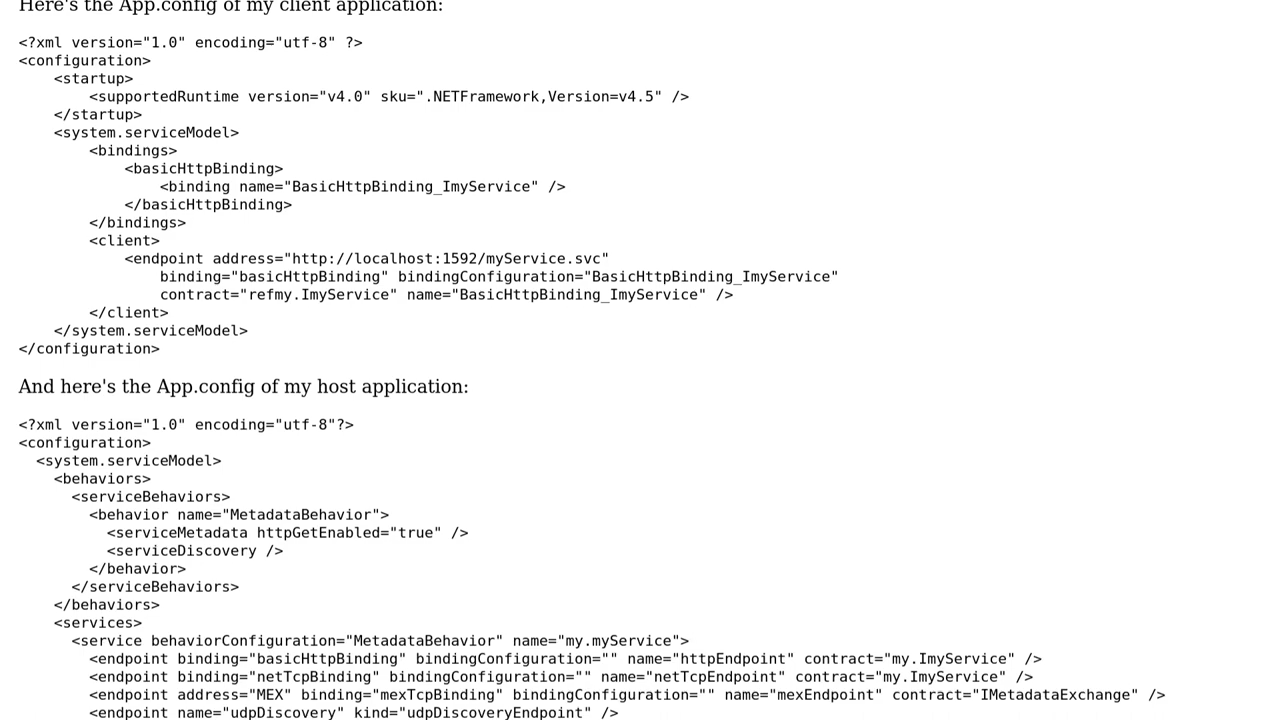 Here's the App.config of my client application:
<?xml version="1.0" encoding="utf-8" ?>
<configuration>
    <startup>
        <supportedRuntime version="v4.0" sku=".NETFramework,Version=v4.5" />
    </startup>
    <system.serviceModel>
        <bindings>
            <basicHttpBinding>
                <binding name="BasicHttpBinding_ImyService" />
            </basicHttpBinding>
        </bindings>
        <client>
            <endpoint address="http://localhost:1592/myService.svc"
                binding="basicHttpBinding" bindingConfiguration="BasicHttpBinding_ImyService"
                contract="refmy.ImyService" name="BasicHttpBinding_ImyService" />
        </client>
    </system.serviceModel>
</configuration>
And here's the App.config of my host application:
<?xml version="1.0" encoding="utf-8"?>
<configuration>
  <system.serviceModel>
    <behaviors>
      <serviceBehaviors>
        <behavior name="MetadataBehavior">
          <serviceMetadata httpGetEnabled="true" />
          <serviceDiscovery />
        </behavior>
      </serviceBehaviors>
    </behaviors>
    <services>
      <service behaviorConfiguration="MetadataBehavior" name="my.myService">
        <endpoint binding="basicHttpBinding" bindingConfiguration="" name="httpEndpoint" contract="my.ImyService" />
        <endpoint binding="netTcpBinding" bindingConfiguration="" name="netTcpEndpoint" contract="my.ImyService" />
        <endpoint address="MEX" binding="mexTcpBinding" bindingConfiguration="" name="mexEndpoint" contract="IMetadataExchange" />
        <endpoint name="udpDiscovery" kind="udpDiscoveryEndpoint" />